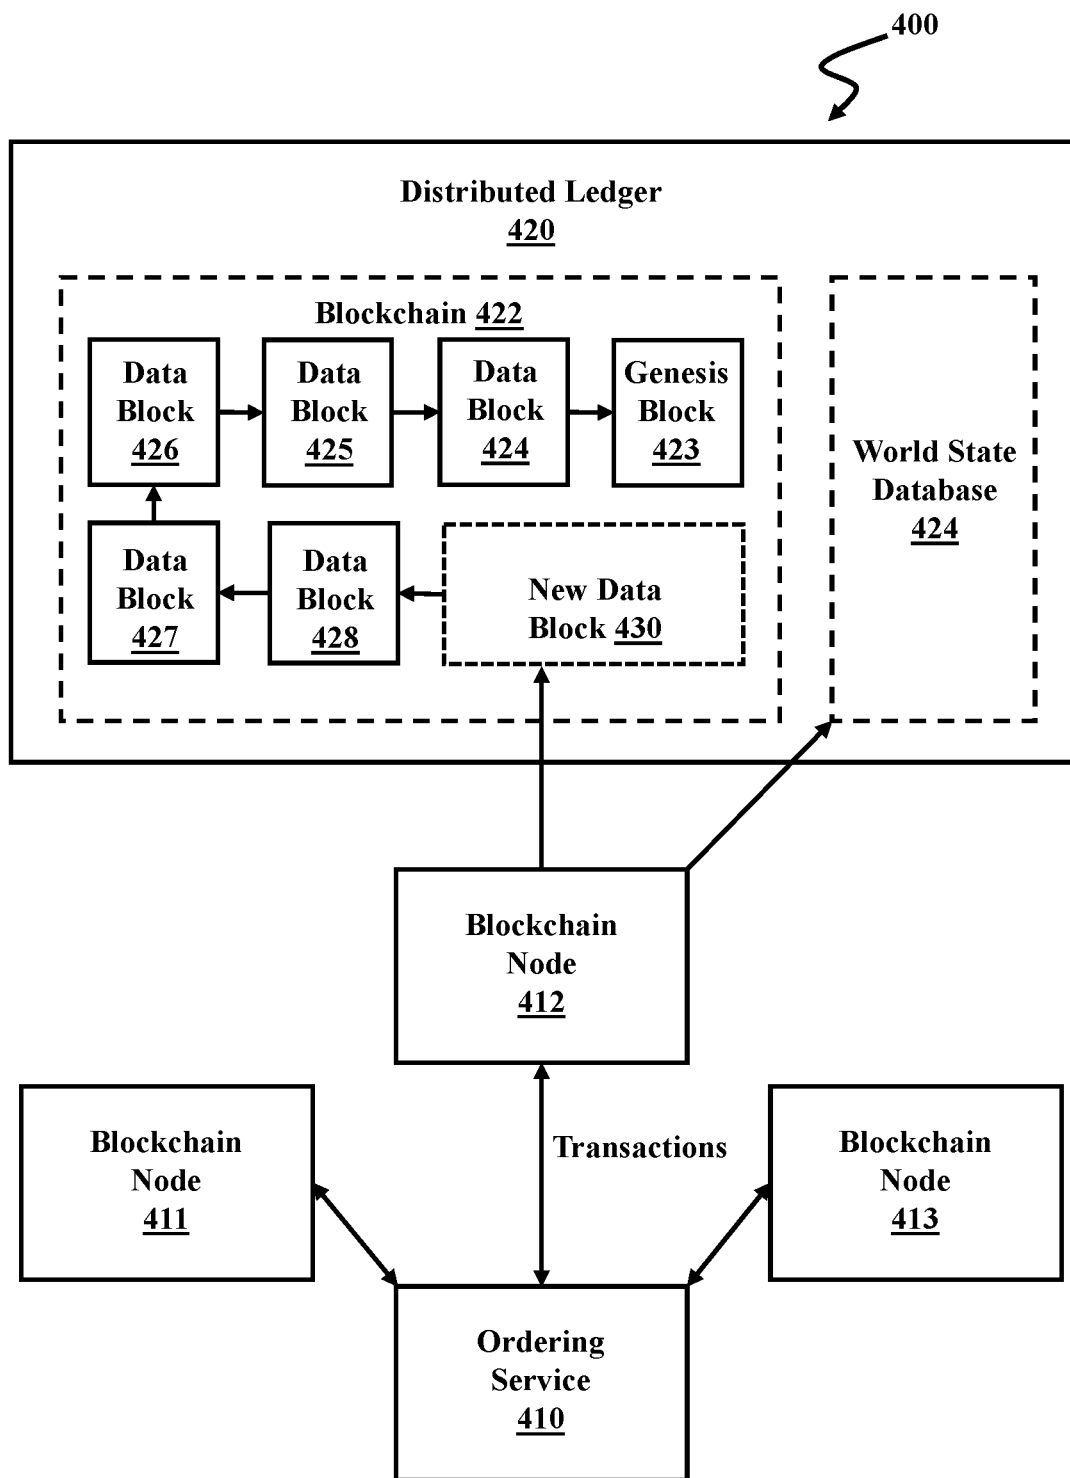 400
Distributed Ledger
420
Blockchain 422
Data
Block
426
Data
Block
425
Data
Block
424
Genesis
Block
423
World State
Database
424
Data
Block
427
Data
Block
428
New Data
Block 430
Blockchain
Node
412
Blockchain
Node
411
Transactions
Blockchain
Node
413
Ordering
Service
410